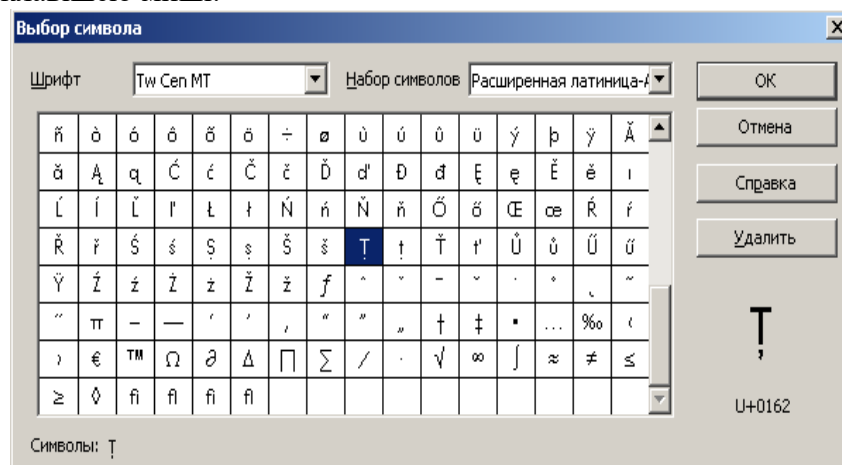 Выбор символа
Шрифт Tw Cen MT Набор символов Расширенная латиница-A
OK
Отмена
Справка
Удалить
ñ ò ó ô õ ö ÷ ø ù ú û ü ý þ ÿ Ă
ă Ą ą Ć ć Č č Ď ď Đ đ Ę ę Ě ě ı
Ĺ ĺ Ľ ľ Ł ł Ń ń Ň ň Ő ő Œ œ Ŕ ŕ
Ř ř Ś ś Ş ş Š š Ţ ţ Ť ť Ů ů Ű ű
Ÿ Ź ź Ż ż Ž ž ƒ ˆ ˇ ˉ ˘ ˙ ˚ ˛ ˜
˝ π – — ‘ ’ ‚ “ ” „ † ‡ • … ‰ ‹
› € ™ Ω ∂ ∆ ∏ ∑ ∕ ∙ √ ∞ ∫ ≈ ≠ ≤
≥ ◊ fi fl fi fl
Ţ
U+0162
Символы: Ţ